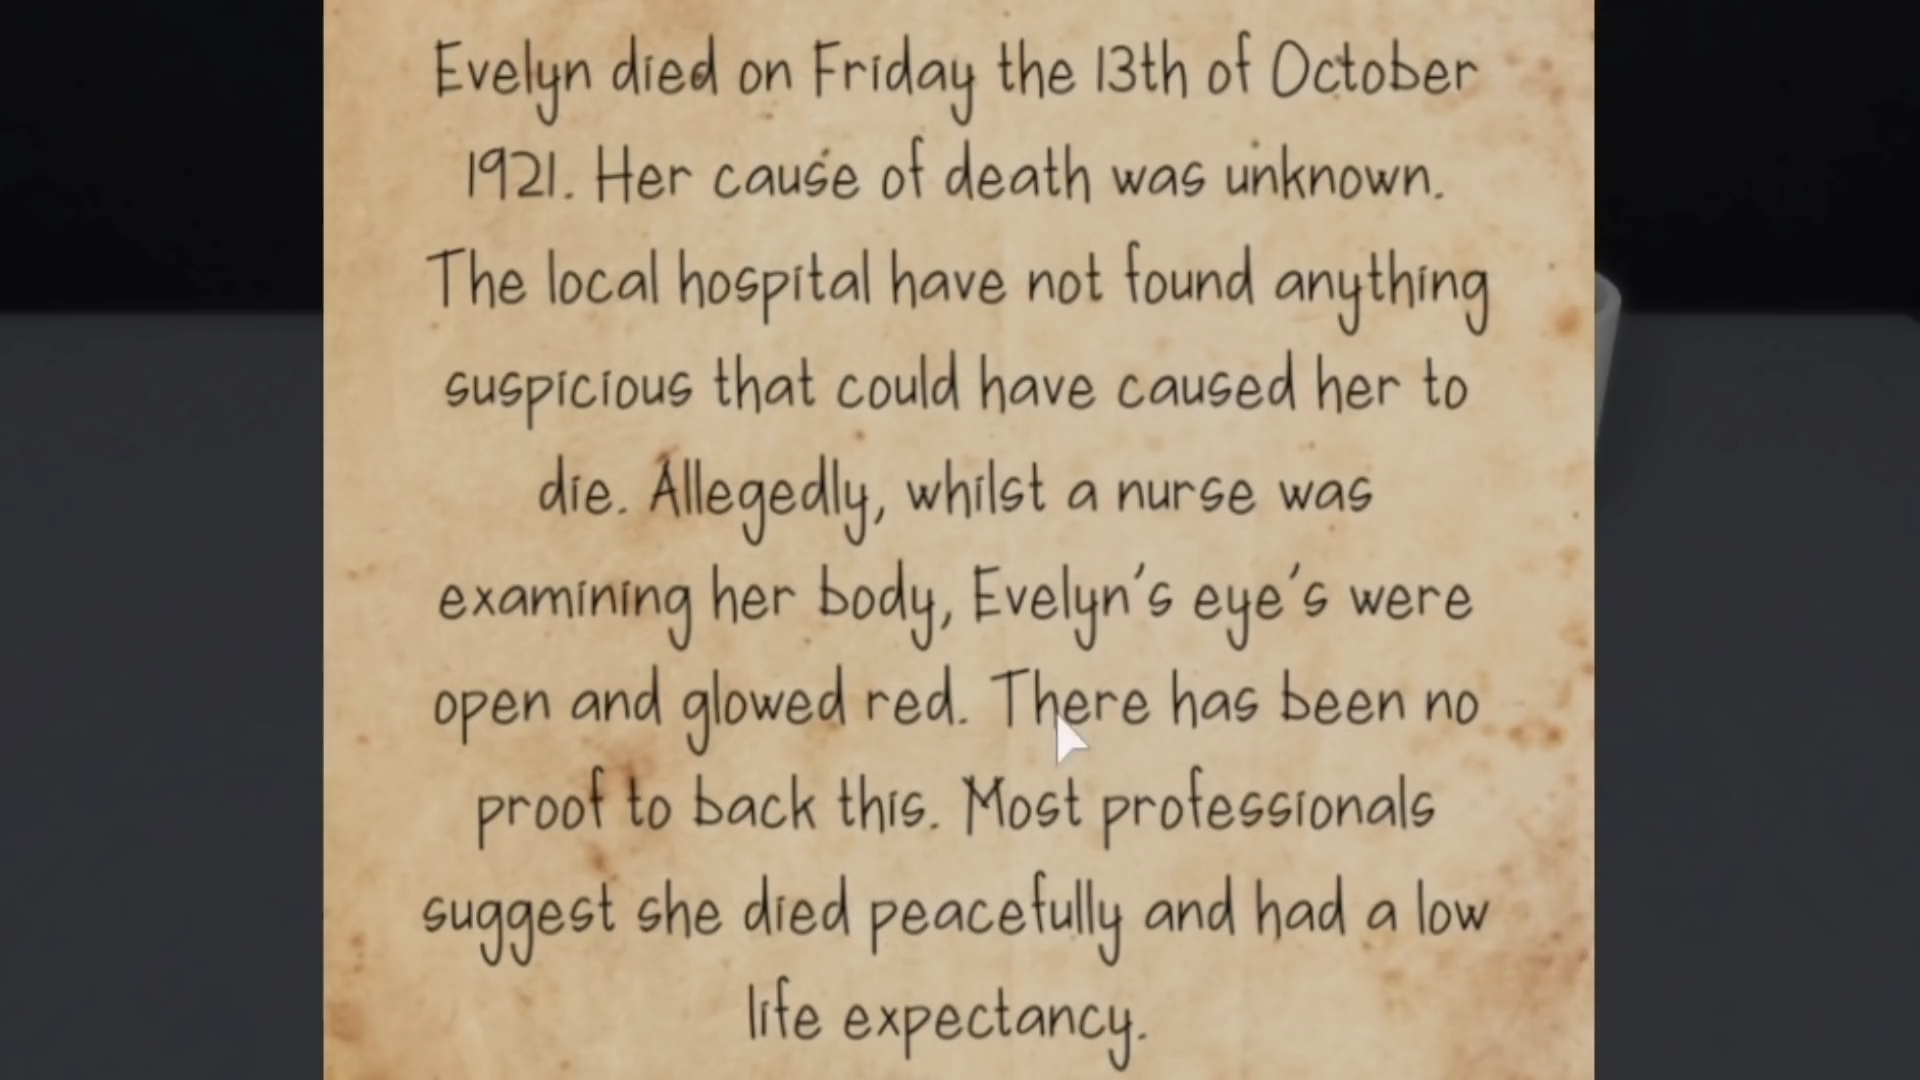 Evelyn died on Friday the 13th of October
1921. Her cause of death was unknown.
The local hospital have not found anything
suspicious that could have caused her to
die. Allegedly, whilst a nurse was
examining her body, Evelyn's eye's were
open and glowed red. There has been no
proof to back this. Most professionals
suggest she died peacefully and had a low
life expectancy.